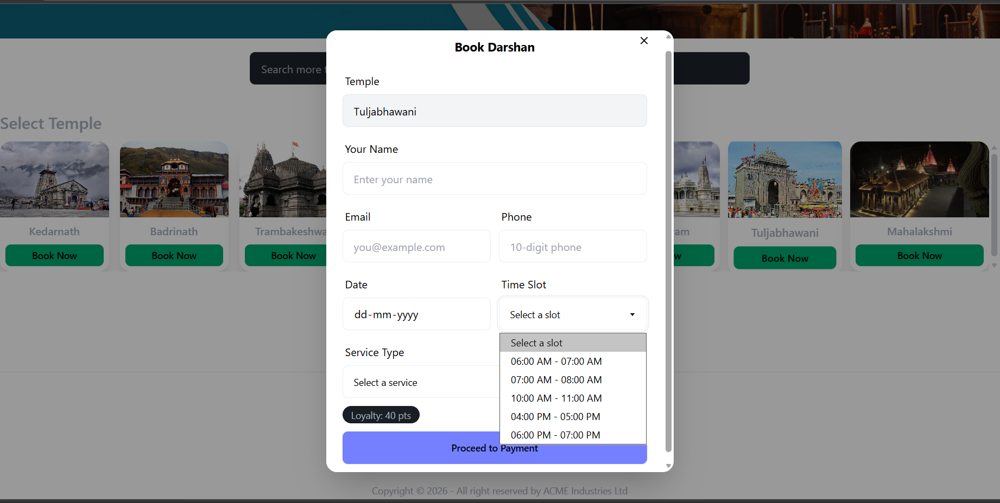 Book Darshan
Search more
Temple
Tuljabhawani
Select Temple
Your Name
Enter your name
Email
Phone
you@example.com
10-digit phone
Kedarnath
Badrinath
Trambakeshwa
am
Tuljabhawani
Mahalakshmi
Book Now
Book Now
Book Now
w
Book Now
Book Now
Date
Time Slot
dd-mm-yyyy
Select a slot
Select a slot
06:00 AM - 07:00 AM
07:00 AM - 08:00 AM
10:00 AM - 11:00 AM
04:00 PM - 05:00 PM
06:00 PM - 07:00 PM
Service Type
Select a service
Loyalty: 40 pts
Proceed to Payment
Copyright © 2026 - All right reserved by ACME Industries Ltd